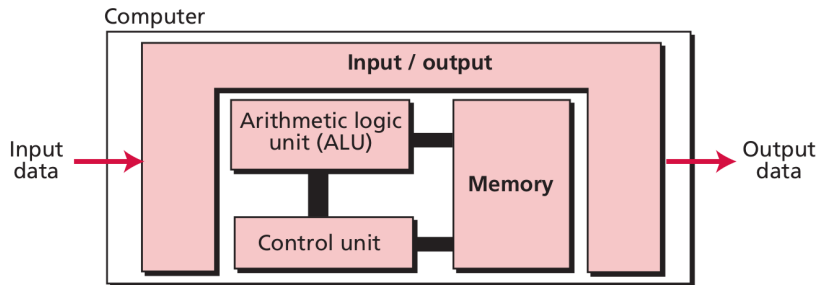 Computer
Input / output
Arithmetic logic
unit (ALU)
Memory
Control unit
Input
data
Output
data